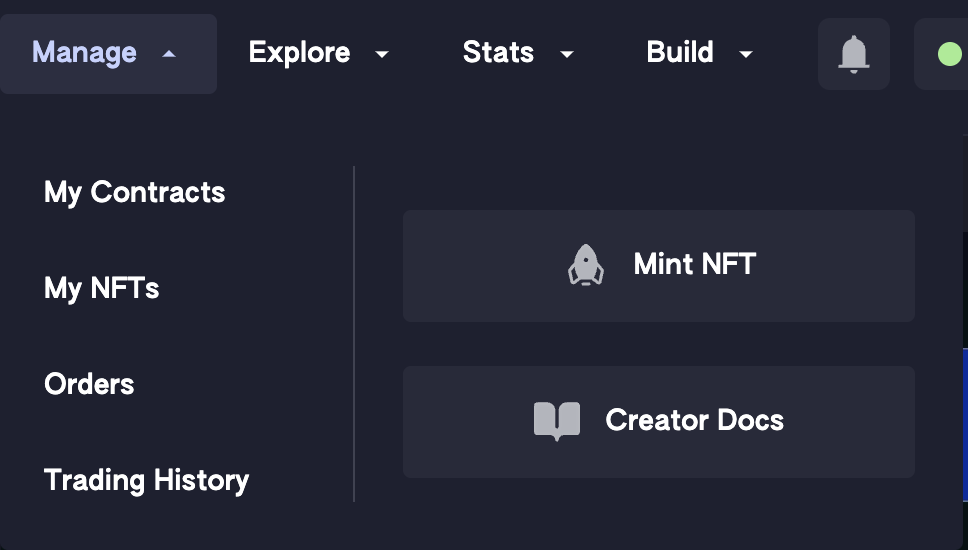 Manage
Explore
Stats
Build
My Contracts
My NFTs
Orders
Trading History
Mint NFT
Creator Docs